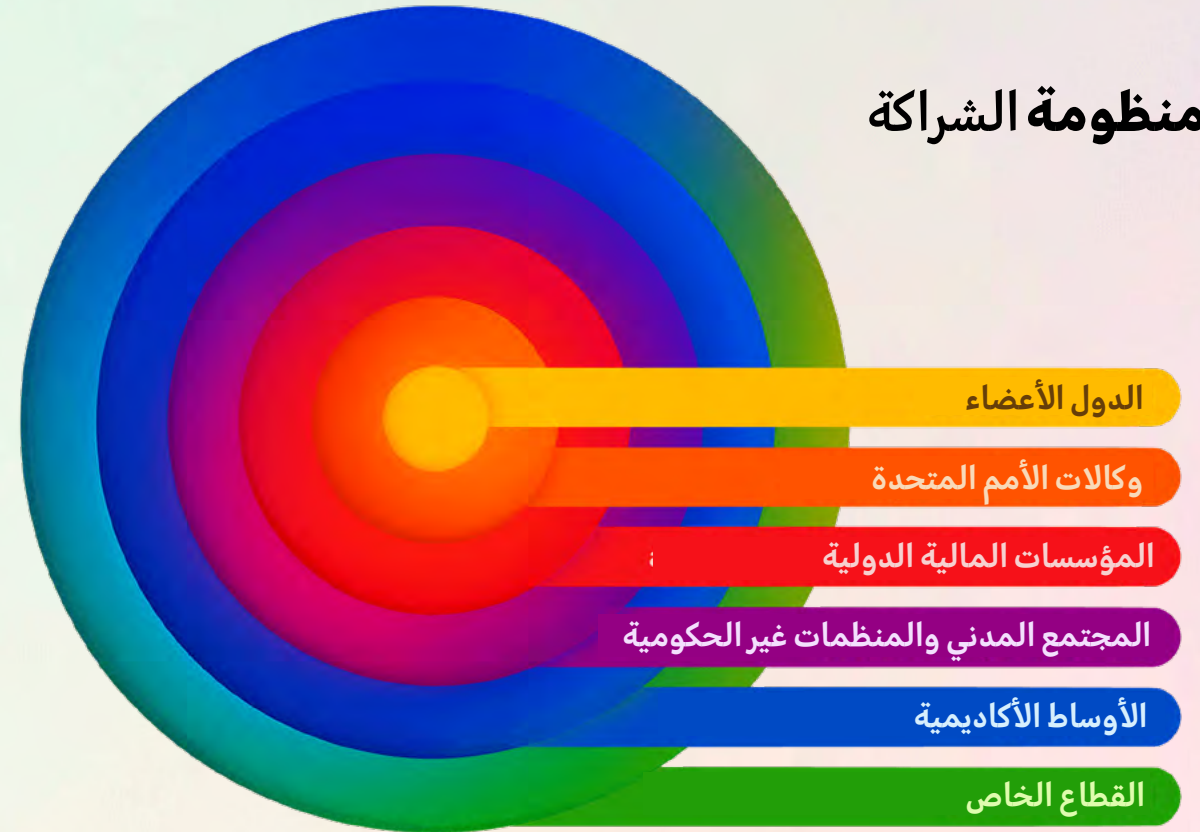 منظومة الشراكة
الدول الأعضاء
وكالات الأمم المتحدة
المؤسسات المالية الدولية
المجتمع المدني والمنظمات غير الحكومية
الأوساط الأكاديمية
القطاع الخاص